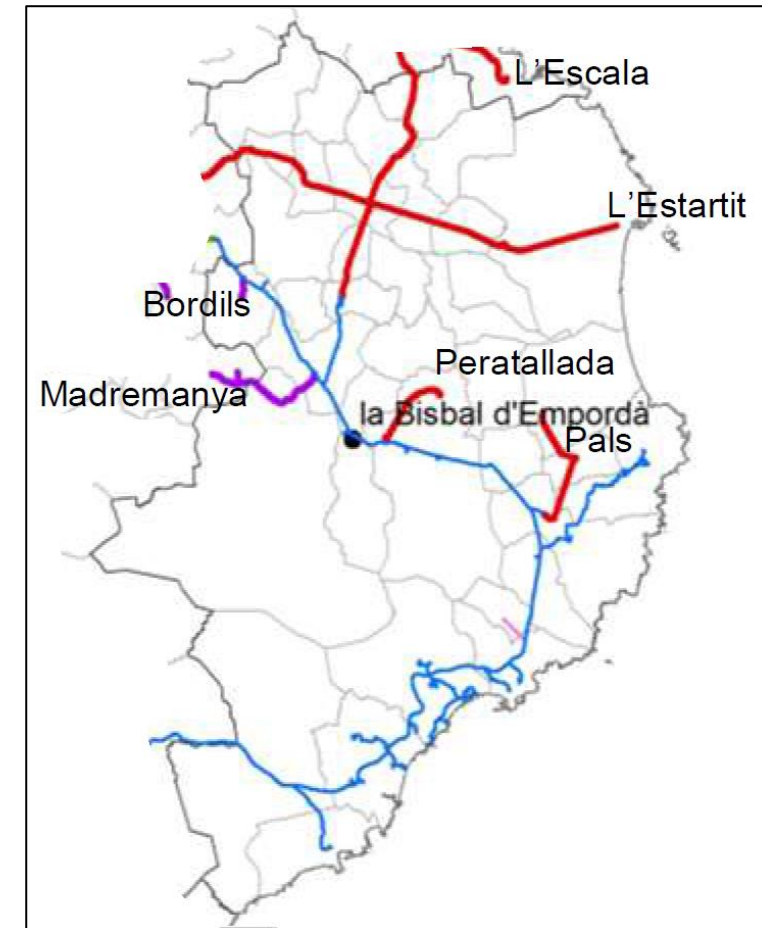 L'Escala
L'Estartit
Bordils
Peratallada
Madremanya
la Bisbal d'Empordà
Pals